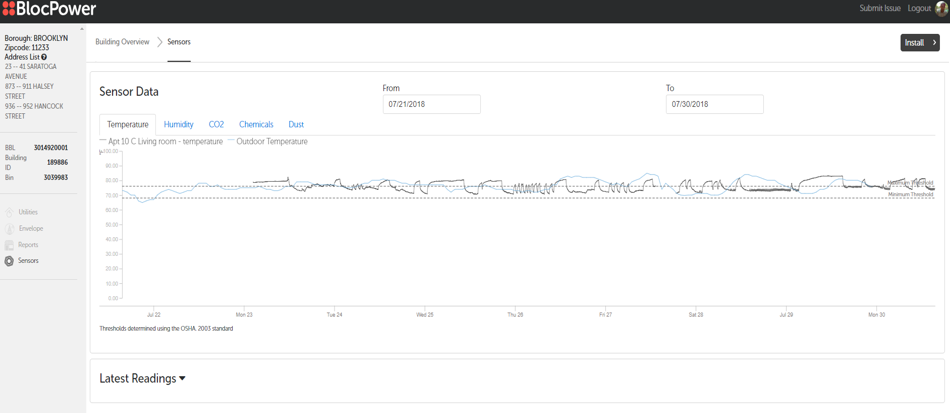 BlocPower
Submit Issue
Logout
Borough: BROOKLYN
Zipcode: 11233
Address List
23 -- 41 SARATOGA
AVENUE
873 -- 911 HALSEY
STREET
936 -- 952 HANCOCK
STREET
BBL 3014920001
Building
ID 189886
Bin 3039983
Utilities
Envelope
Reports
Sensors
Building Overview
Sensors
Install
Sensor Data
From
07/21/2018
To
07/30/2018
Temperature
Humidity
CO2
Chemicals
Dust
Apt 10 C Living room - temperature
Outdoor Temperature
F
100.00
90.00
80.00
70.00
60.00
50.00
40.00
30.00
20.00
10.00
0.00
Threshold
Minimum Threshold
Jul 22
Mon 23
Tue 24
Wed 25
Thu 26
Fri 27
Sat 28
Jul 29
Mon 30
Thresholds determined using the OSHA. 2003 standard
Latest Readings